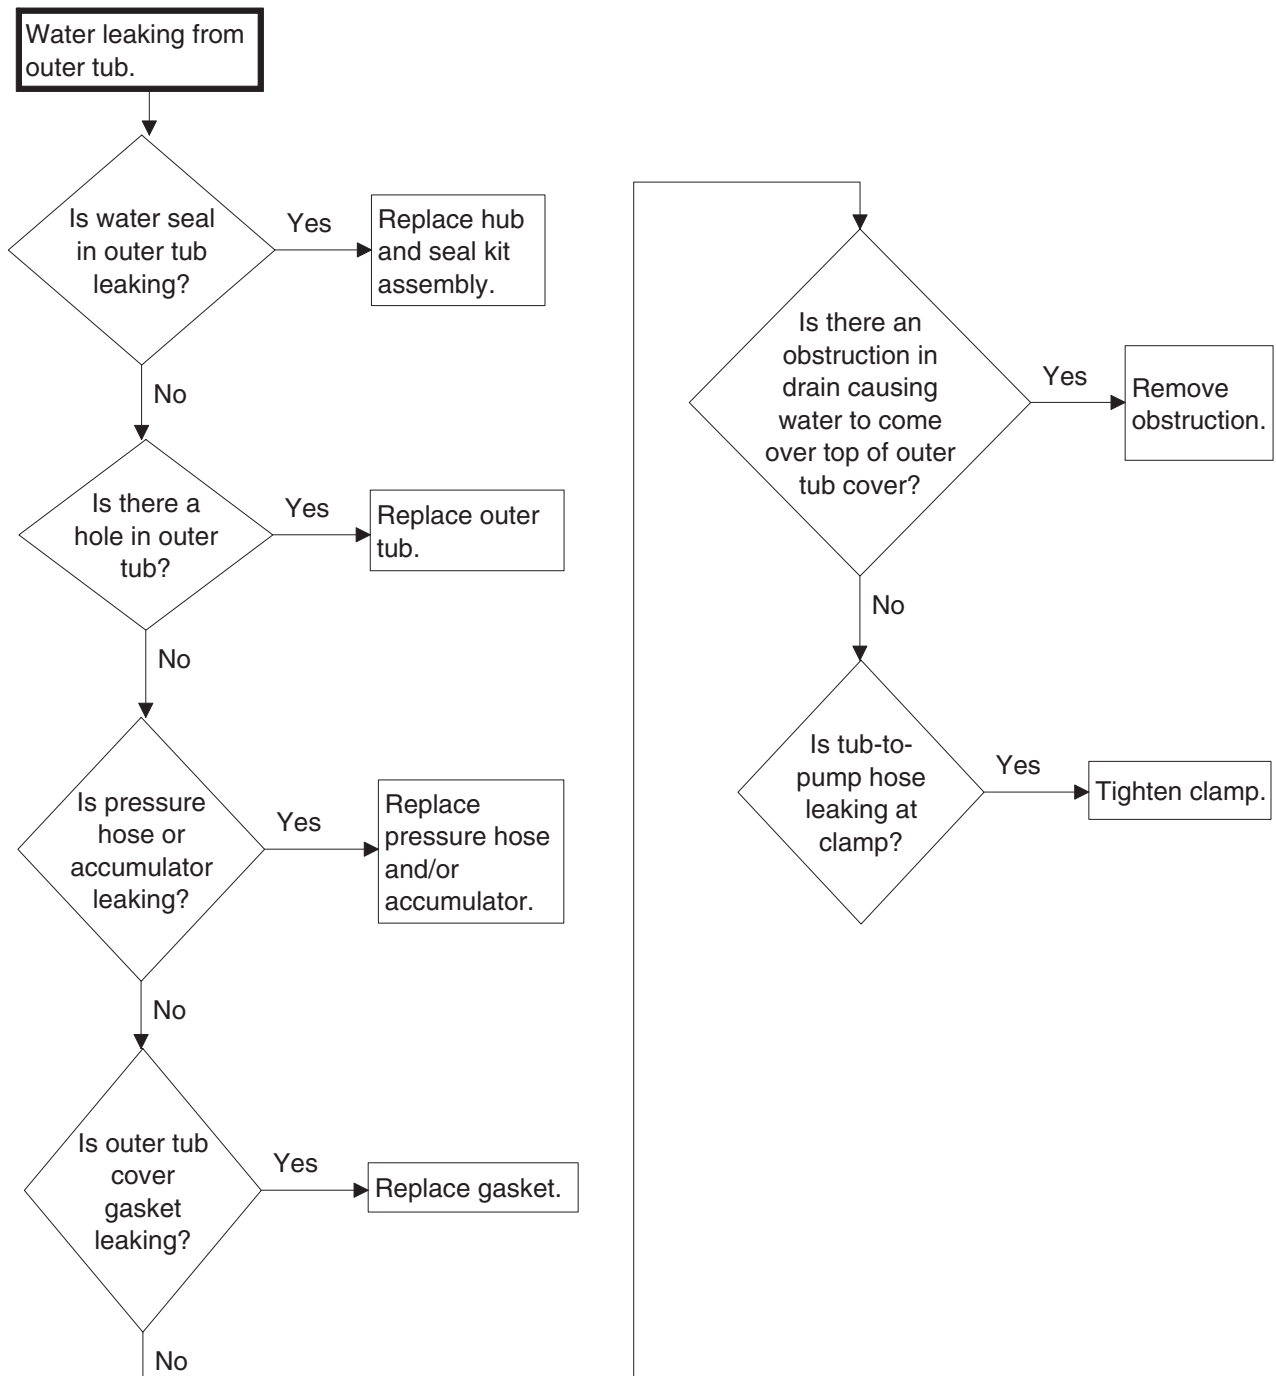 Water leaking from
outer tub.
Is water seal
in outer tub
leaking?
Yes
Replace hub
and seal kit
assembly.
No
Is there a
hole in outer
tub?
Yes
Replace outer
tub.
No
Is pressure
hose or
accumulator
leaking?
Yes
Replace
pressure hose
and/or
accumulator.
No
Is outer tub
cover
gasket
leaking?
Yes
Replace gasket.
No
Is there an
obstruction in
drain causing
water to come
over top of outer
tub cover?
Yes
Remove
obstruction.
No
Is tub-to-
pump hose
leaking at
clamp?
Yes
Tighten clamp.